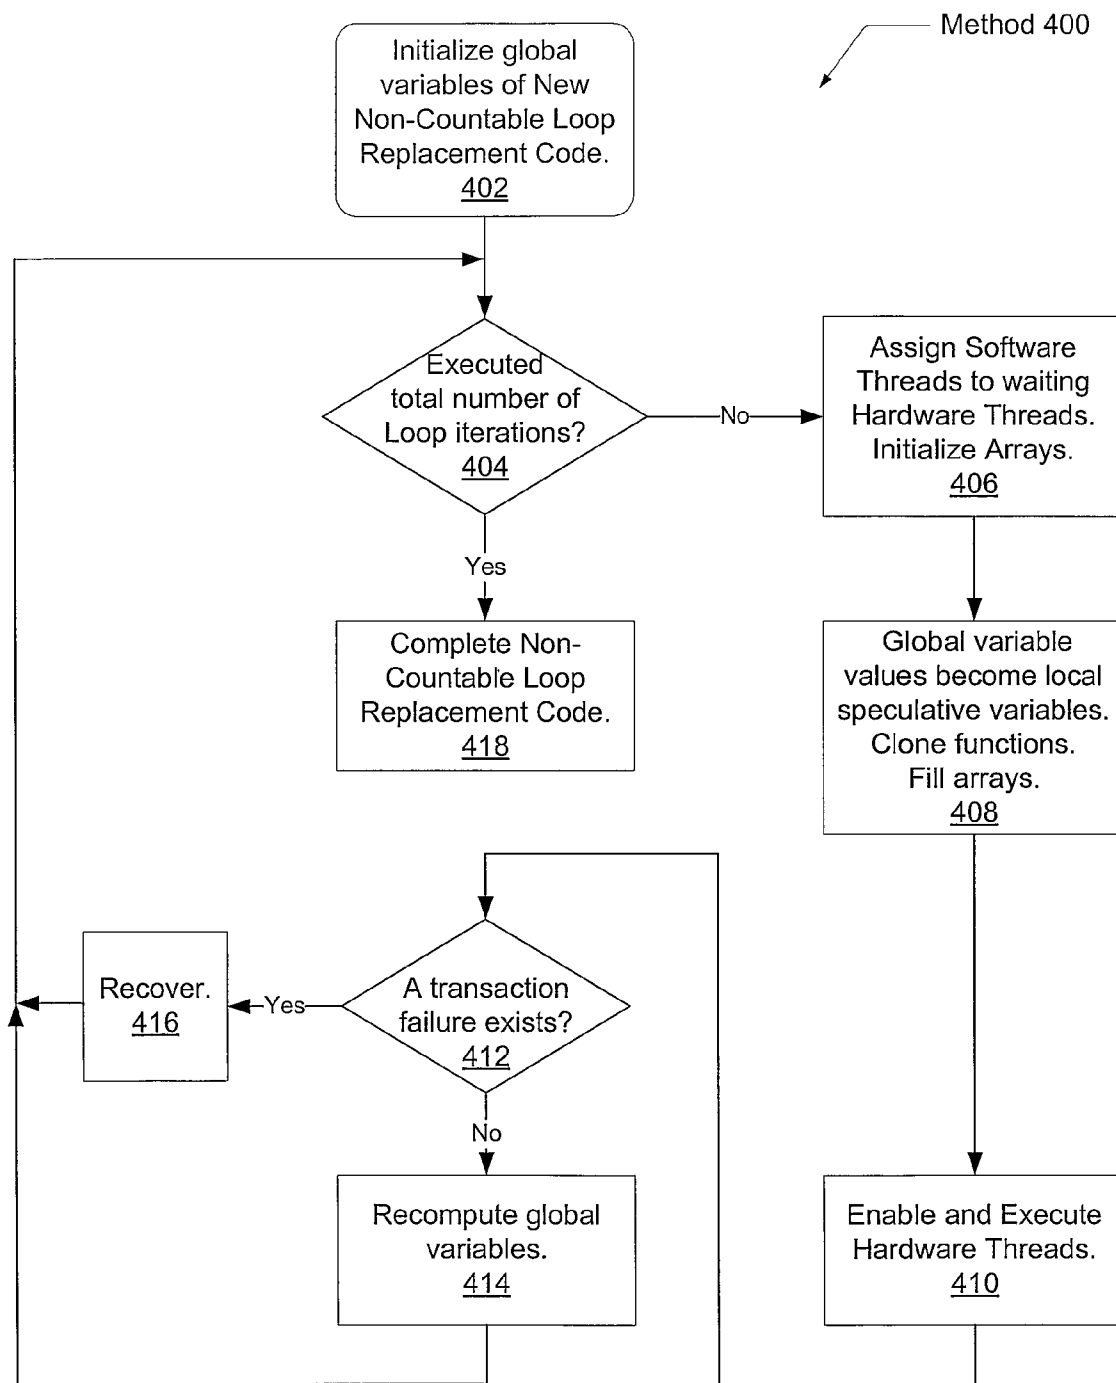 Method 400
Initialize global
variables of New
Non-Countable Loop
Replacement Code.
402
Executed
total number of
Loop iterations?
404
No
Assign Software
Threads to waiting
Hardware Threads.
Initialize Arrays.
406
Yes
Complete Non-
Countable Loop
Replacement Code.
418
Global variable
values become local
speculative variables.
Clone functions.
Fill arrays.
408
Recover.
416
Yes
A transaction
failure exists?
412
No
Recompute global
variables.
414
Enable and Execute
Hardware Threads.
410